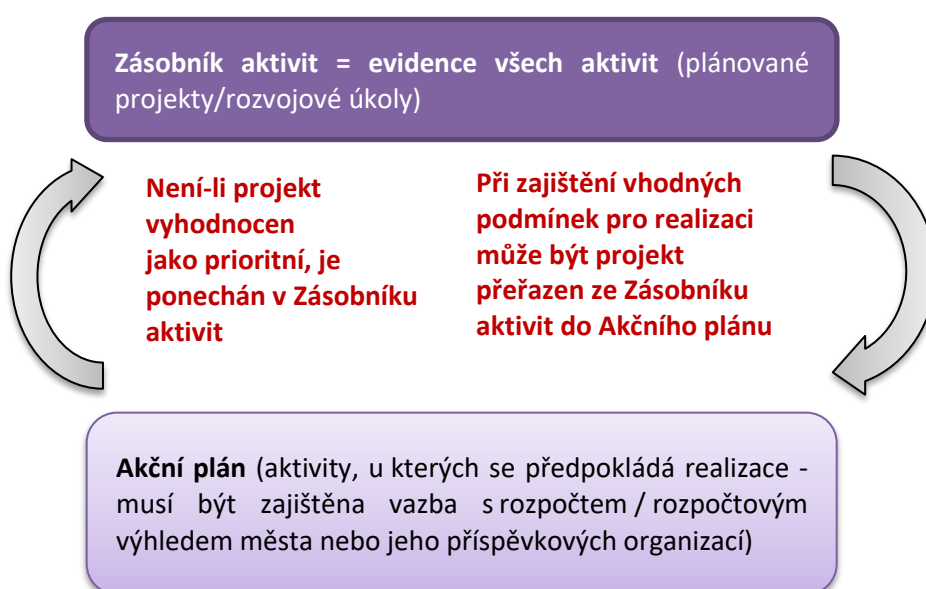 Zásobník aktivit = evidence všech aktivit (plánované
projekty/rozvojové úkoly)
Není-li projekt
vyhodnocen
jako prioritní, je
ponechán v Zásobníku
aktivit
Při zajištění vhodných
podmínek pro realizaci
může být projekt
přeřazen ze Zásobníku
aktivit do Akčního plánu
Akční plán (aktivity, u kterých se předpokládá realizace -
musí být zajištěna vazba s rozpočtem / rozpočtovým
výhledem města nebo jeho příspěvkových organizací)